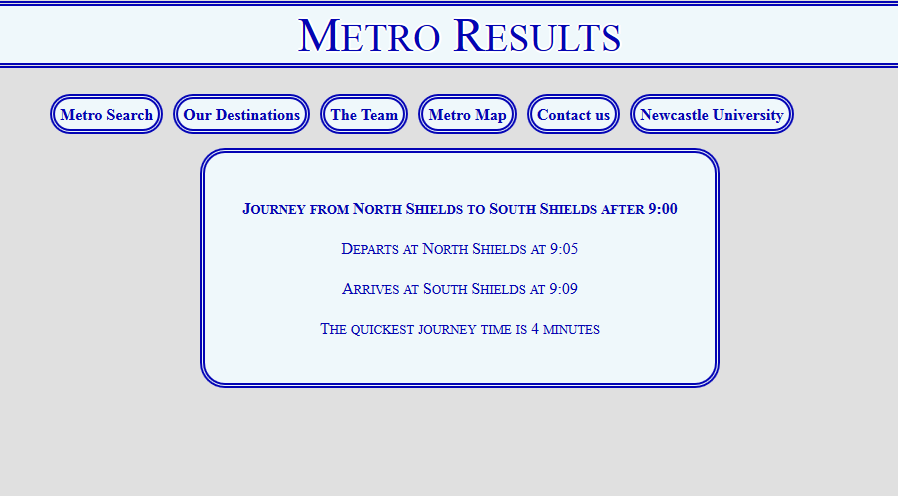 Metro Results
Metro Search Our Destinations The Team Metro Map Contact us Newcastle University
Journey from North Shields to South Shields after 9:00
Departs at North Shields at 9:05
Arrives at South Shields at 9:09
The quickest journey time is 4 minutes